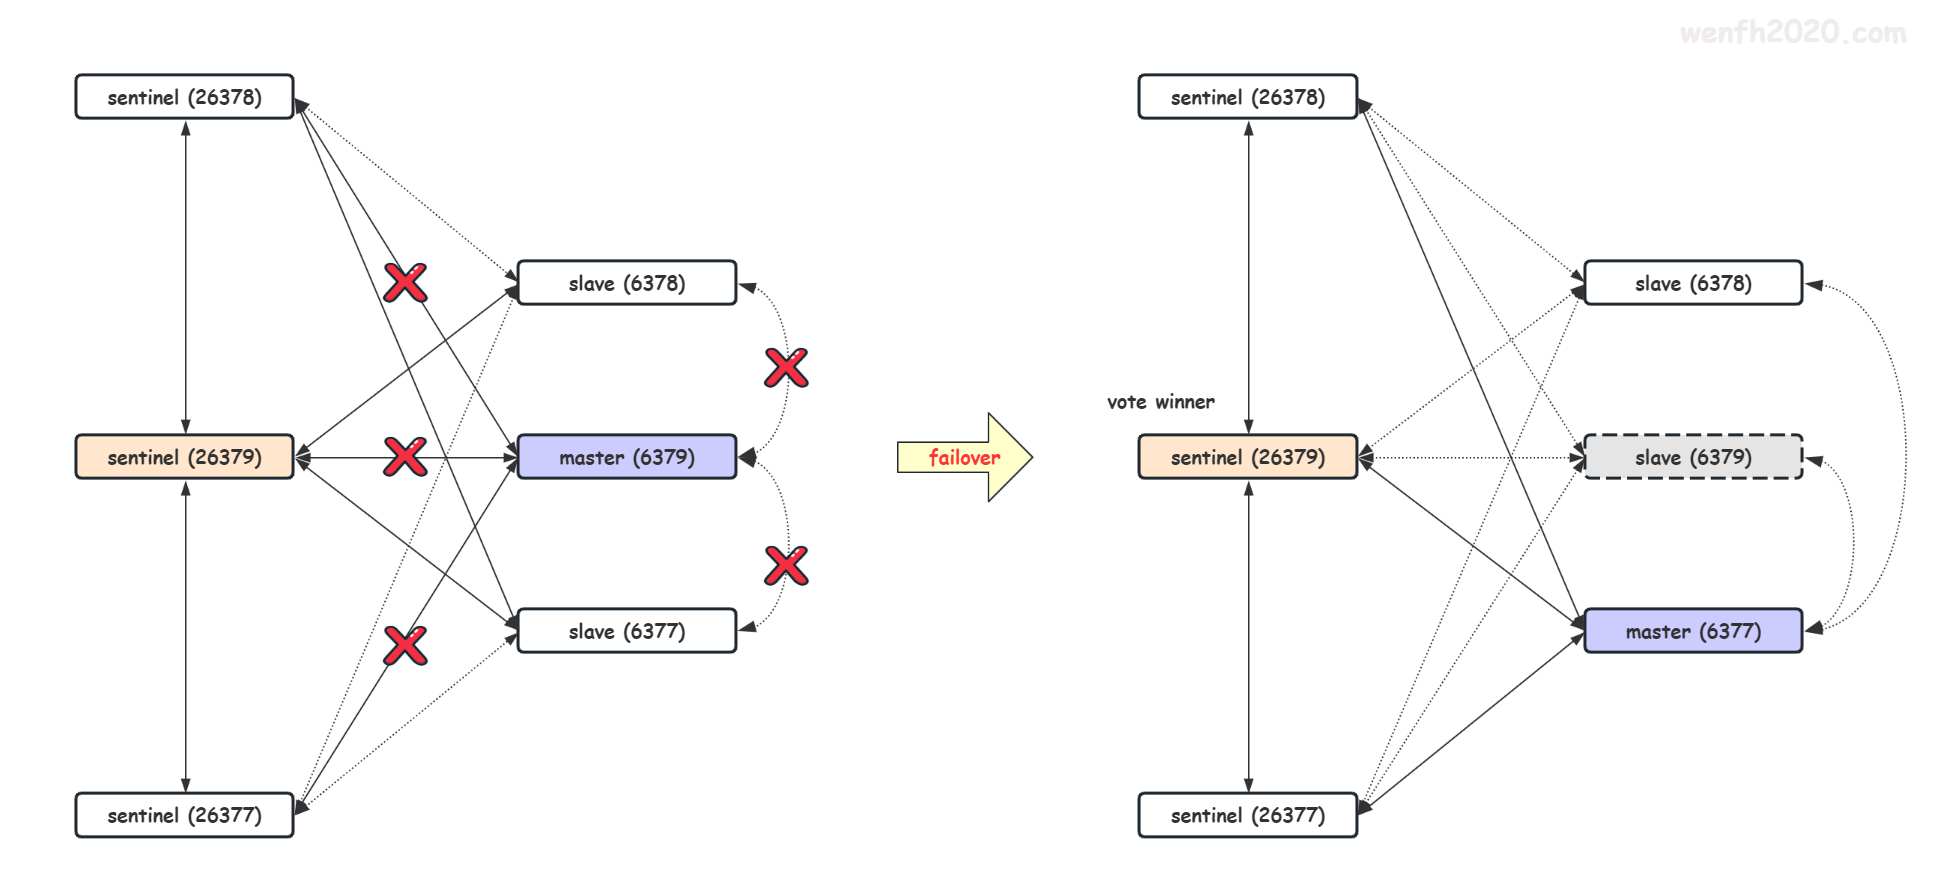 wenfh2020.com
sentinel (26378)
slave (6378)
sentinel (26379)
master (6379)
slave (6377)
sentinel (26377)
failover
sentinel (26378)
slave (6378)
vote winner
sentinel (26379)
slave (6379)
master (6377)
sentinel (26377)